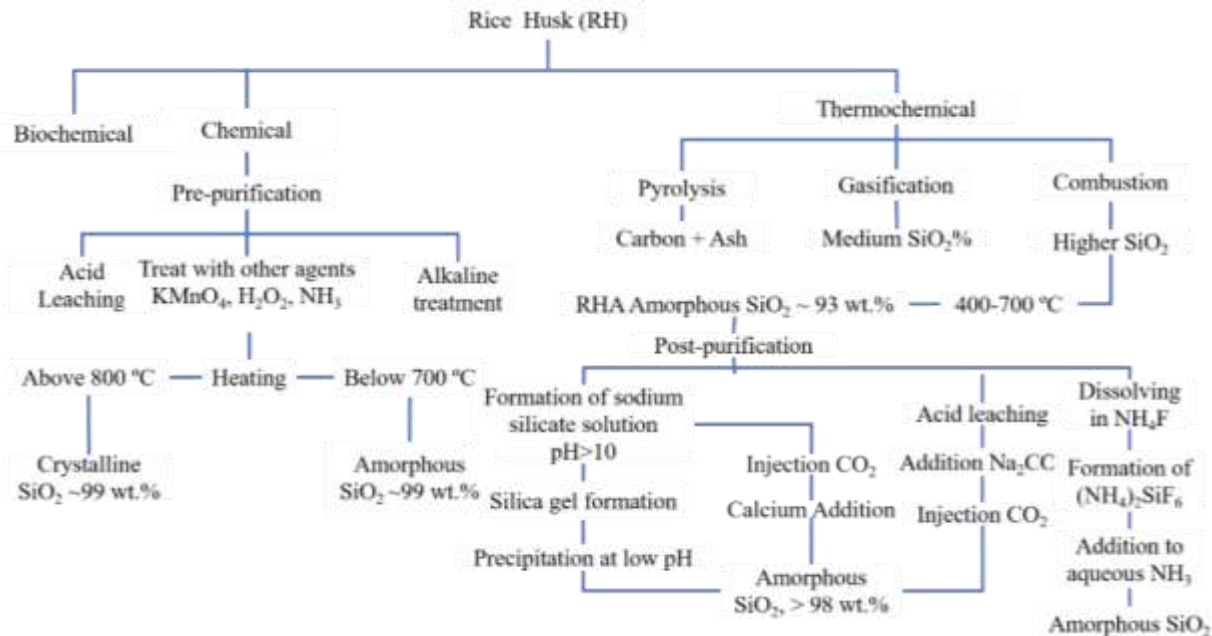 Rice Husk (RH)
Biochemical
Chemical
Thermochemical
Pre-purification
Pyrolysis
Gasification
Combustion
Carbon + Ash
Medium SiO₂%
Higher SiO₂
Acid
Leaching
Treat with other agents
KMnO₄, H₂O₂, NH₃
Alkaline
treatment
RHA Amorphous SiO₂ ~ 93 wt.%
400-700 ºC
Post-purification
Above 800 ºC
Heating
Below 700 ºC
Crystalline
SiO₂ ~99 wt.%
Amorphous
SiO₂ ~99 wt.%
Formation of sodium
silicate solution
pH>10
Silica gel formation
Precipitation at low pH
Injection CO₂
Calcium Addition
Amorphous
SiO₂, > 98 wt.%
Acid leaching
Addition Na₂CC
Injection CO₂
Dissolving
in NH₄F
Formation of
(NH₄)₂SiF₆
Addition to
aqueous NH₃
Amorphous SiO₂